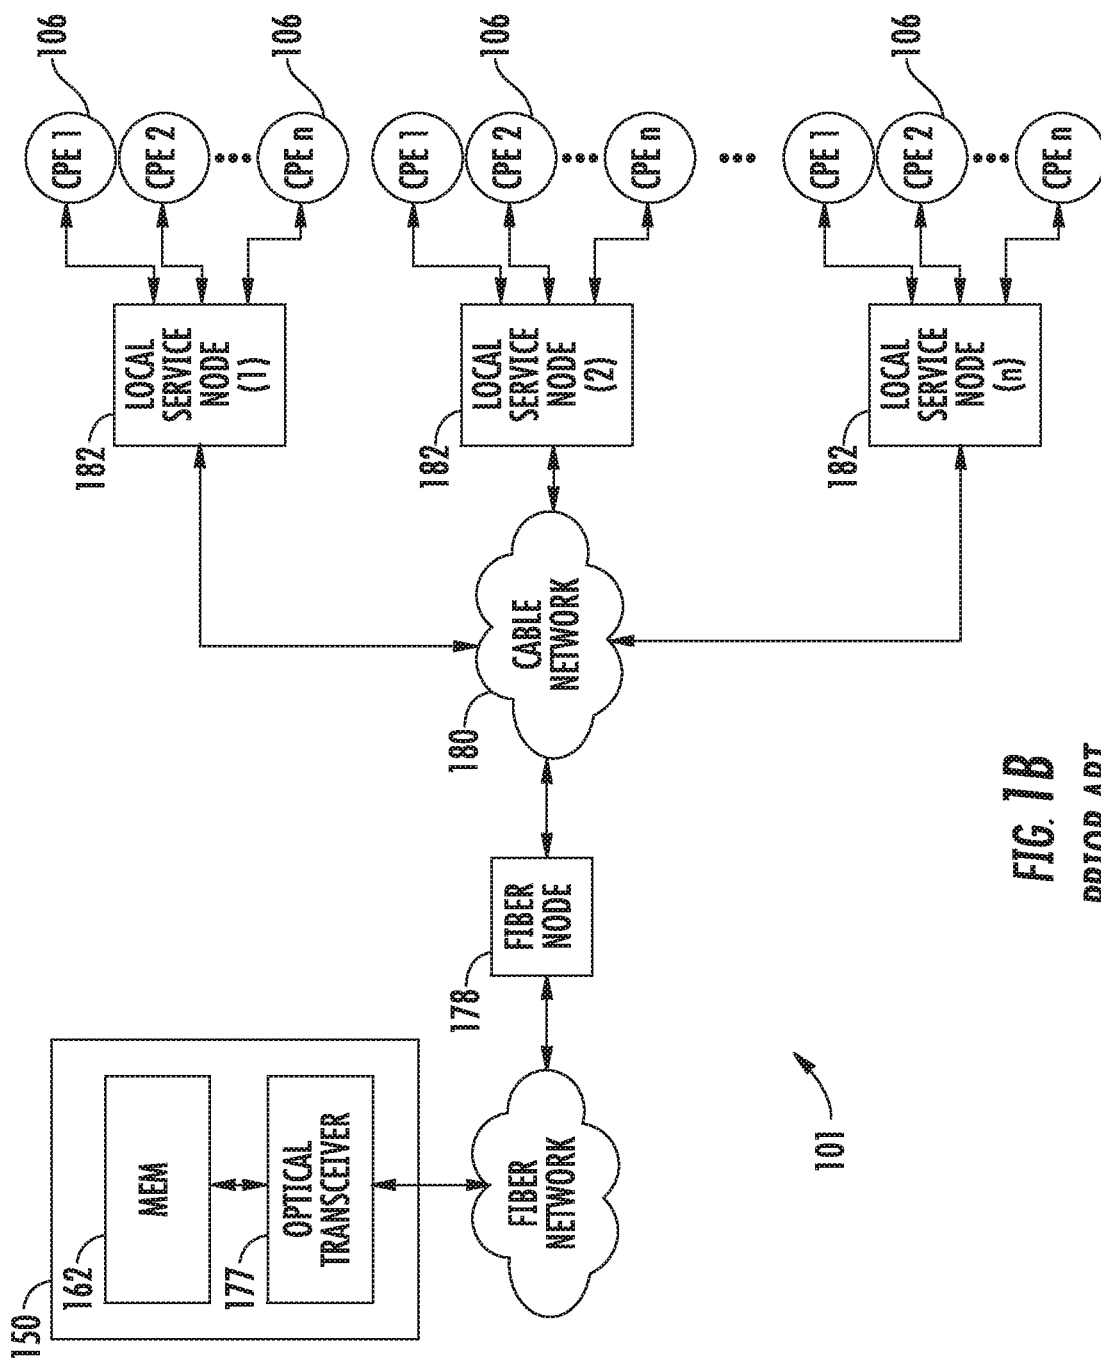 150
162
MEM
177
OPTICAL
TRANSCEIVER
FIBER
NETWORK
178
FIBER
NODE
180
CABLE
NETWORK
182
LOCAL
SERVICE
NODE
(1)
182
LOCAL
SERVICE
NODE
(2)
182
LOCAL
SERVICE
NODE
(n)
CPE 1
106
CPE 2
•••
CPE n
106
CPE 1
CPE 2
106
•••
CPE n
•••
CPE 1
CPE 2
106
•••
CPE n
101
FIG. 1B
PRIOR ART